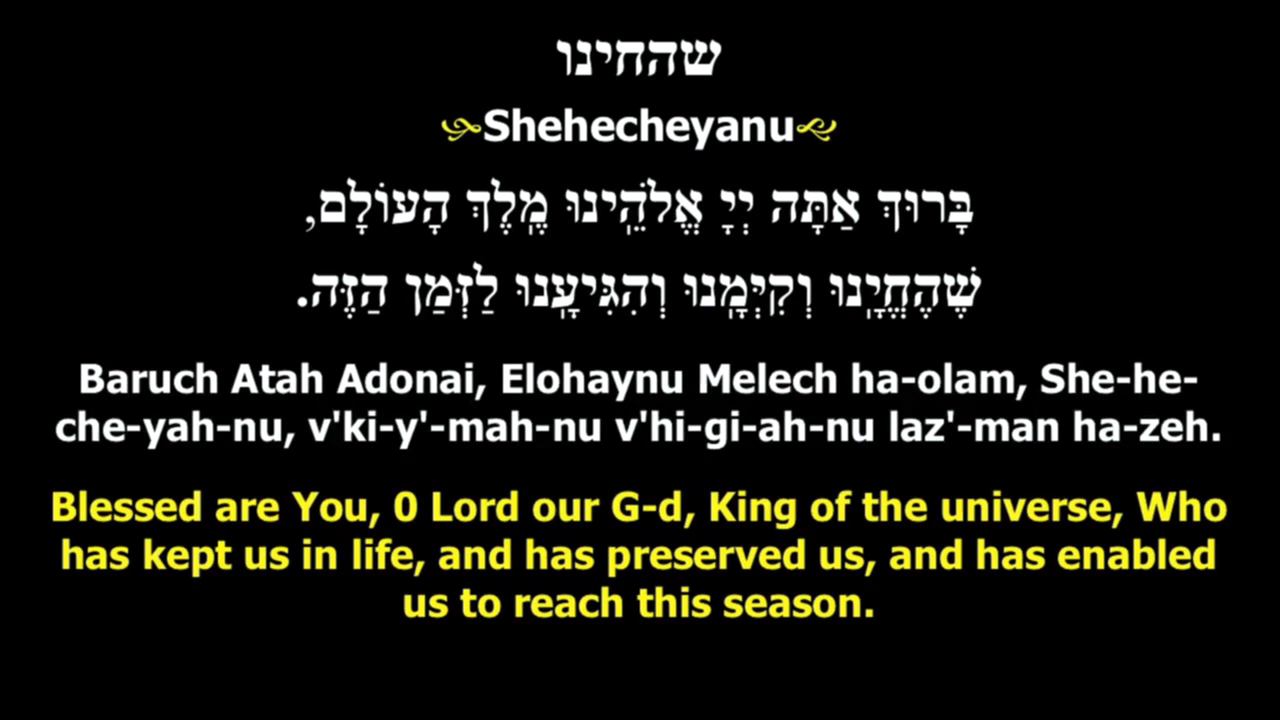 שהחינו
Shehecheyanu
בָּרוּךְ אַתָּה יְיָ אֱלֹהֵֽינוּ מֶֽלֶךְ הָעוֹלָם,
שֶׁהֶחֱיָֽנוּ וְקִיְּמָֽנוּ וְהִגִּיעָֽנוּ לַזְּמַן הַזֶּה.
Baruch Atah Adonai, Elohaynu Melech ha-olam, She-he-
che-yah-nu, v'ki-y'-mah-nu v'hi-gi-ah-nu laz'-man ha-zeh.
Blessed are You, 0 Lord our G-d, King of the universe, Who
has kept us in life, and has preserved us, and has enabled
us to reach this season.